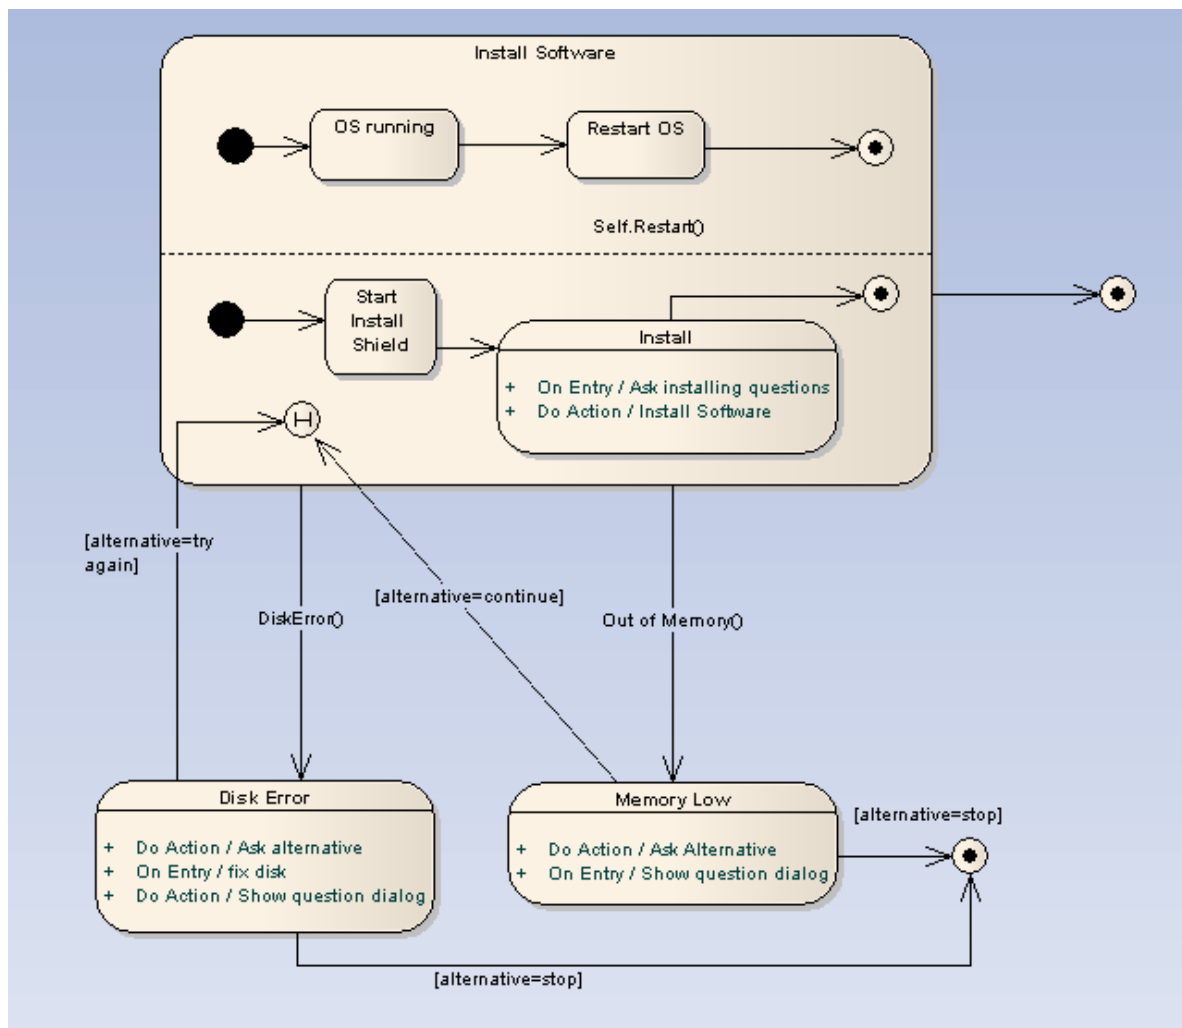 Install Software
OS running
Restart OS
Self.Restart()
Start
Install
Shield
Install
+ On Entry / Ask installing questions
+ Do Action / Install Software
H
[alternative=try
again]
[alternative=continue]
DiskError()
Out of Memory()
Disk Error
+ Do Action / Ask alternative
+ On Entry / fix disk
+ Do Action / Show question dialog
Memory Low
+ Do Action / Ask Alternative
+ On Entry / Show question dialog
[alternative=stop]
[alternative=stop]